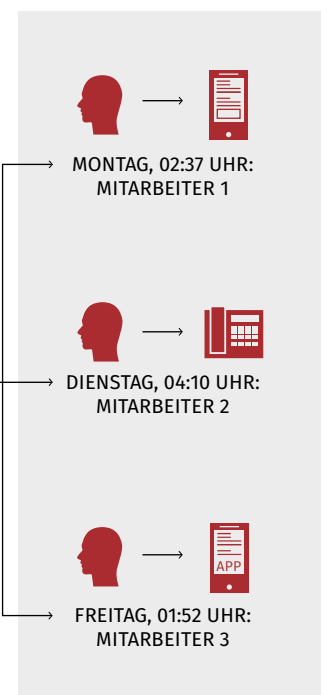 MONTAG, 02:37 UHR:
MITARBEITER 1
DIENSTAG, 04:10 UHR:
MITARBEITER 2
APP
FREITAG, 01:52 UHR:
MITARBEITER 3